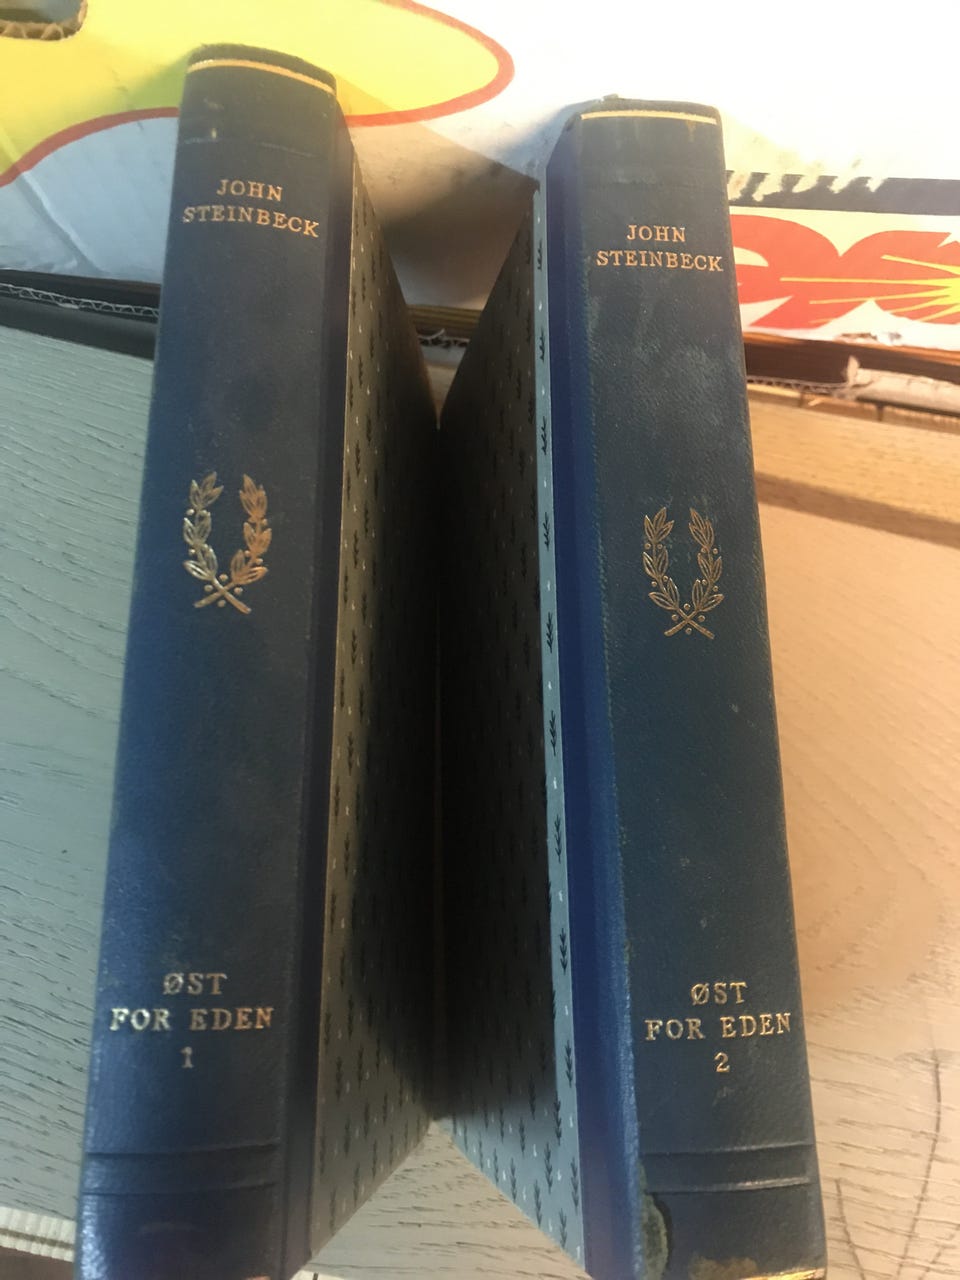 JOHN
STEINBECK
ØST
FOR EDEN
1
JOHN
STEINBECK
ØST
FOR EDEN
2